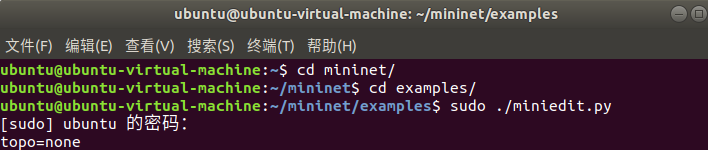 ubuntu@ubuntu-virtual-machine: ~/mininet/examples
文件(F) 编辑(E) 查看(V) 搜索(S) 终端(T) 帮助(H)
ubuntu@ubuntu-virtual-machine:~$ cd mininet/
ubuntu@ubuntu-virtual-machine:~/mininet$ cd examples/
ubuntu@ubuntu-virtual-machine:~/mininet/examples$ sudo ./miniedit.py
[sudo] ubuntu 的密码：
topo=none